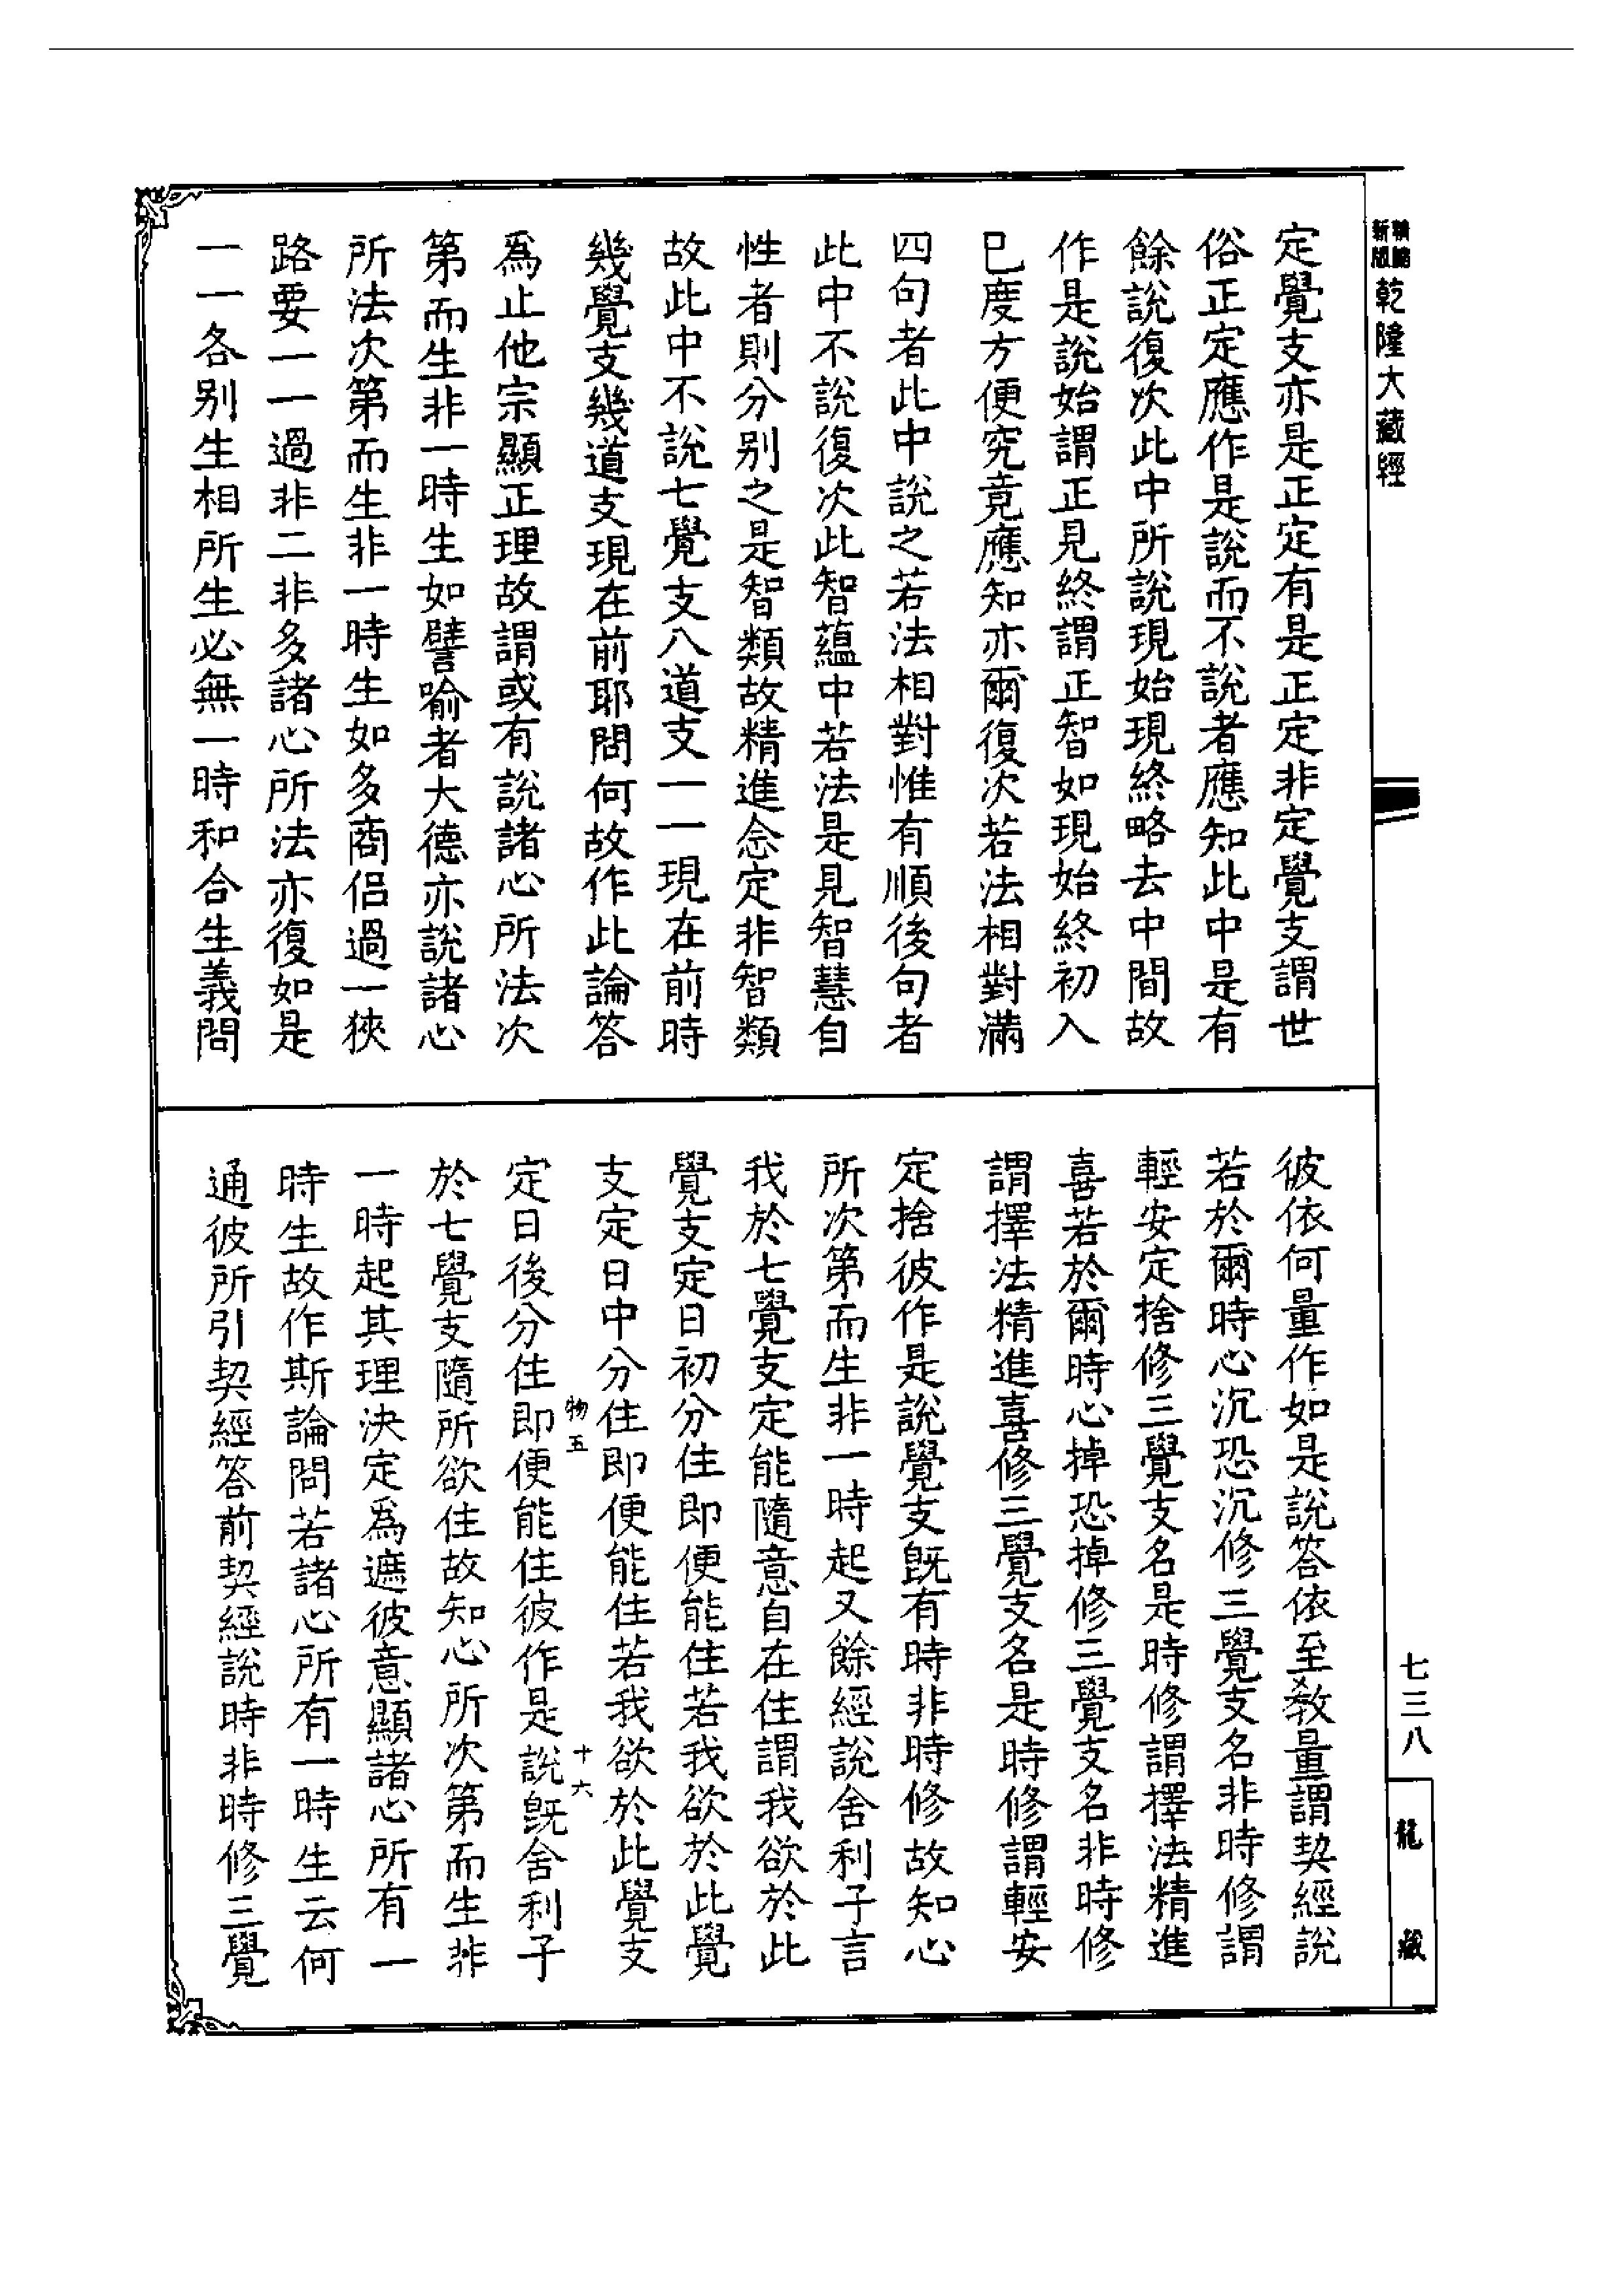 新版
精縮
乾隆大藏經
定覺支亦是正定有是正定非定覺支謂世
俗正定應作是說而不說者應知此中是有
餘說復次此中所說現始現終略去中間故
作是說始謂正見終謂正智如現始終初入
巳度方便究竟應知亦爾復次若法相對滿
四句者此中說之若法相對惟有順後句者
此中不說復次此智蘊中若法是見智慧自
性者則分别之是智類故精進念定非智類
故此中不說七覺支八道支一一現在前時
幾覺支幾道支現在前耶問何故作此論答
爲止他宗顯正理故謂或有說諸心所法次
第而生非一時生如譬喻者大德亦說諸心
所法次第而生非一時生如多商侶過一狹
路要一一過非二非多諸心所法亦復如是
一一各别生相所生必無一時和合生義問
彼依何量作如是說答依至教量謂契經說
若於爾時心沉恐沉修三覺支名非時修謂
輕安定捨修三覺支名是時修謂擇法精進
喜若於爾時心掉恐掉修三覺支名非時修
謂擇法精進喜修三覺支名是時修謂輕安
定捨彼作是說覺支既有時非時修故知心
所次第而生非一時起又餘經說舍利子言
我於七覺支定能隨意自在住謂我欲於此
覺支定日初分住即便能住若我欲於此覺
支定日中分住即便能住若我欲於此覺支
物五
十六
定日後分住即便能住彼作是說既舍利子
於七覺支隨所欲住故知心所次第而生非
一時起其理決定爲遮彼意顯諸心所有一
時生故作斯論問若諸心所有一時生云何
通彼所引契經答前契經說時非時修三覺
七三八
龍藏